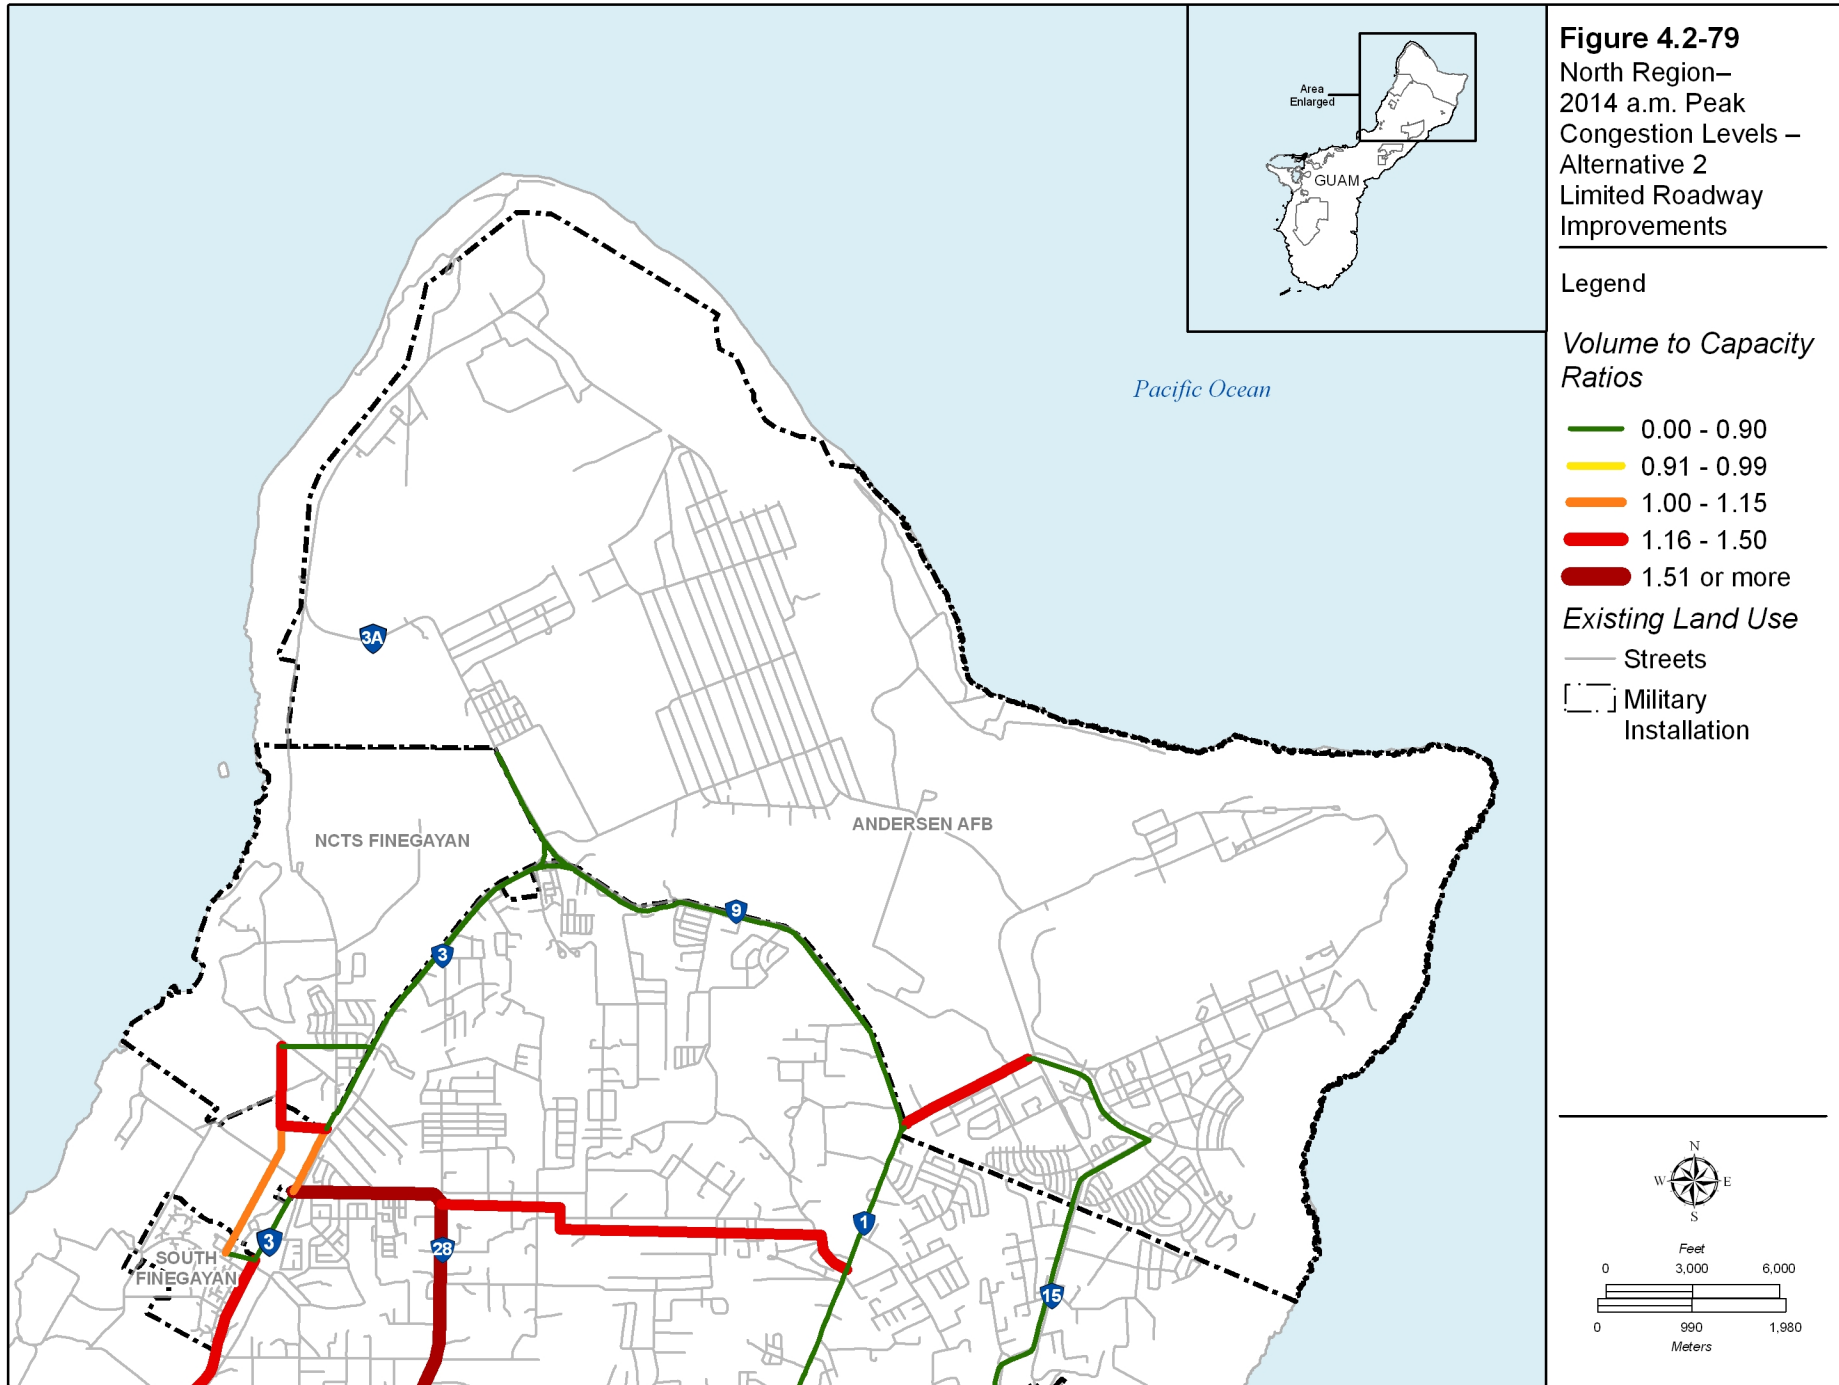 Figure 4.2-79
North Region–
2014 a.m. Peak
Congestion Levels –
Alternative 2
Limited Roadway
Improvements
Legend
Volume to Capacity
Ratios
0.00 - 0.90
0.91 - 0.99
1.00 - 1.15
1.16 - 1.50
1.51 or more
Existing Land Use
Streets
Military
Installation
N
W E
S
Feet
0 3,000 6,000
0 990 1,980
Meters
Area
Enlarged
GUAM
Pacific Ocean
3A
NCTS FINEGAYAN
ANDERSEN AFB
9
3
1
3
28
SOUTH
FINEGAYAN
15